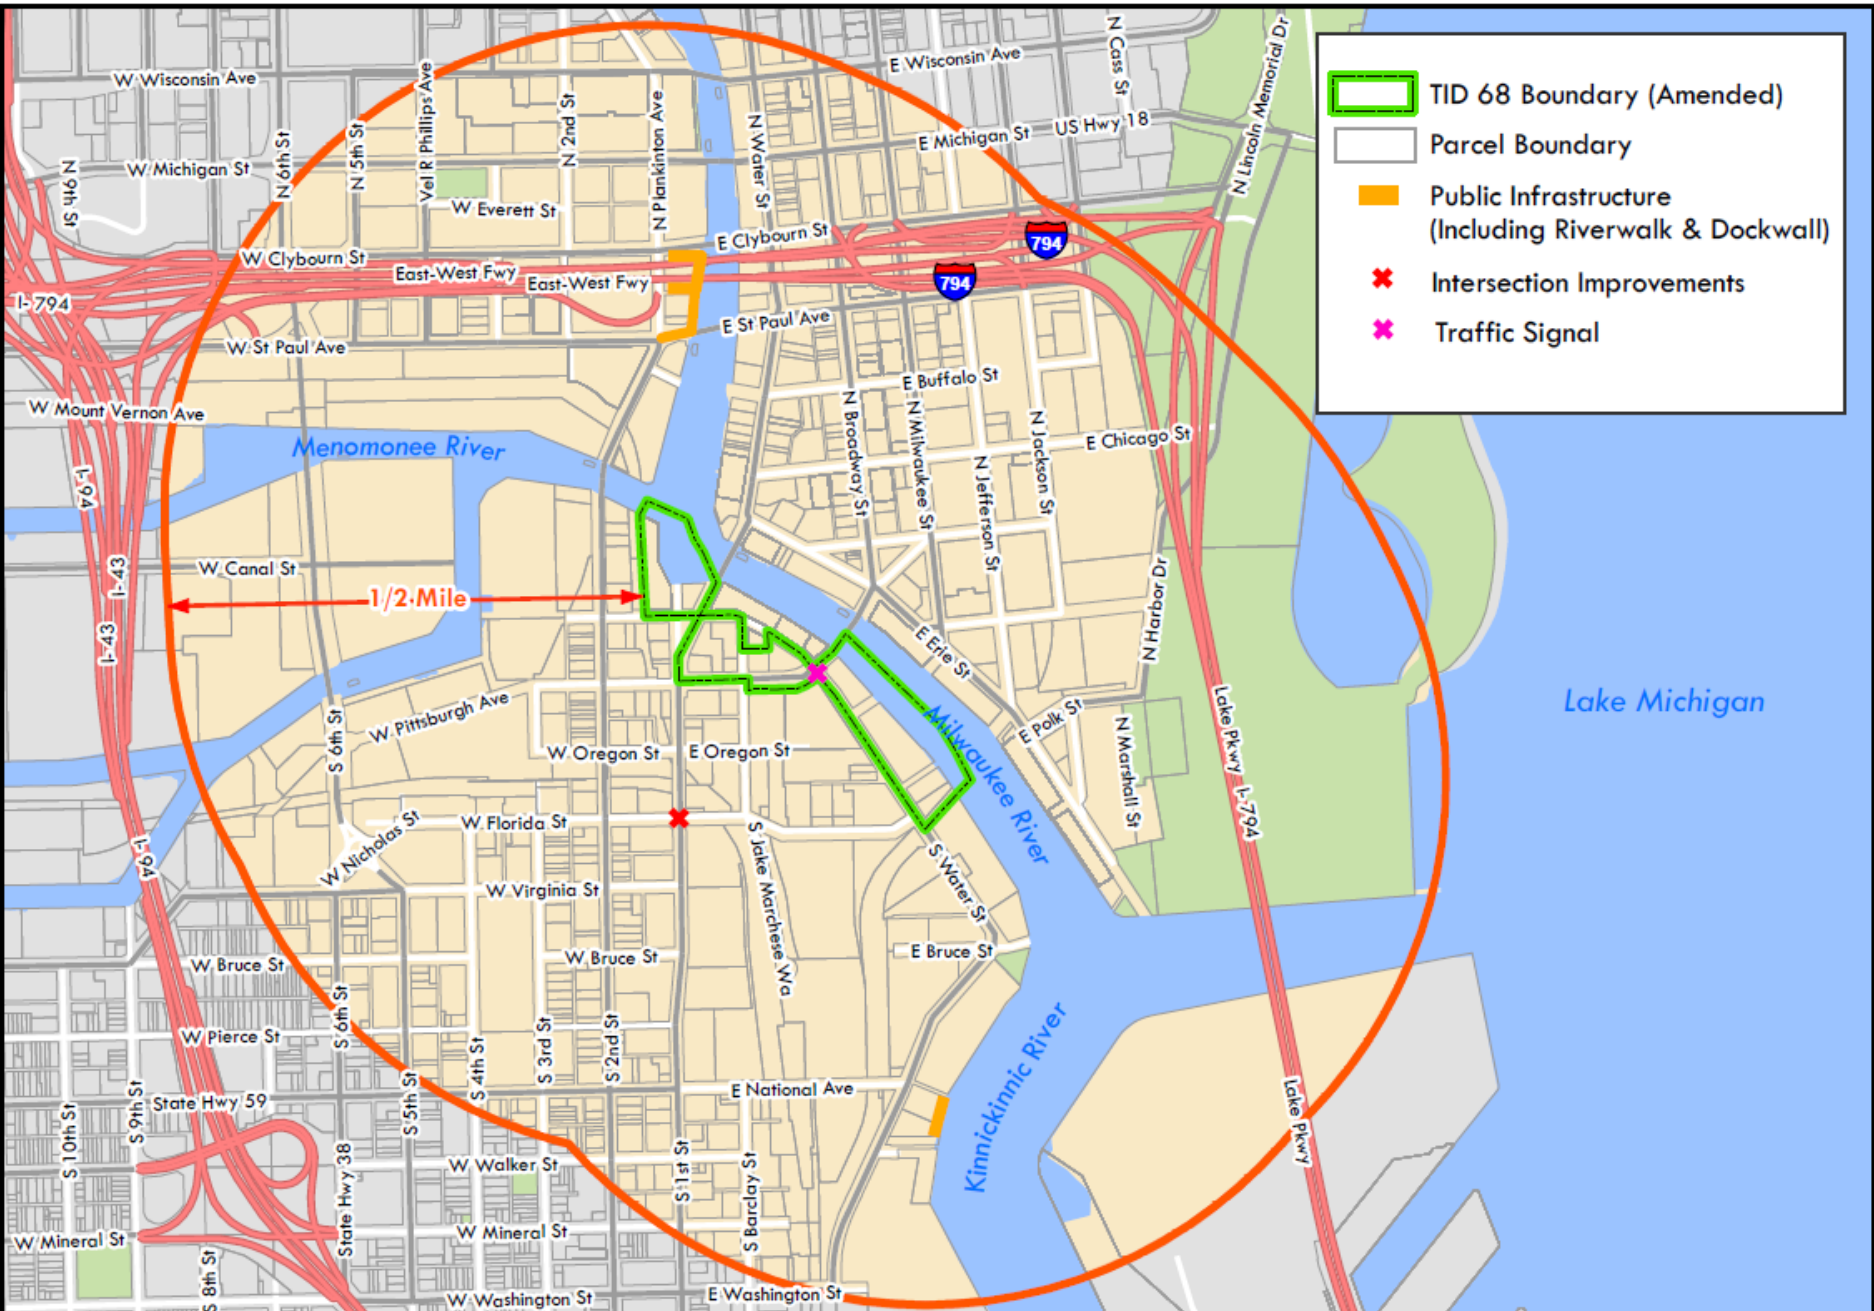 TID 68 Boundary (Amended)
Parcel Boundary
Public Infrastructure
(Including Riverwalk & Dockwall)
Intersection Improvements
Traffic Signal
W Wisconsin Ave
E Wisconsin Ave
N Cass St
N Lincoln Memorial Dr
N 9th St
W Michigan St
N 6th St
N 5th St
Vel R Phillips Ave
N 2nd St
N Plankinton Ave
N Water St
E Michigan St
US Hwy 18
W Everett St
W Clybourn St
E Clybourn St
794
794
East-West Fwy
East-West Fwy
I-794
W St Paul Ave
E St Paul Ave
W Mount Vernon Ave
Menomonee River
E Buffalo St
N Broadway St
N Milwaukee St
N Jackson St
E Chicago St
N Jefferson St
I-94
I-43
W Canal St
1/2 Mile
I-43
N Harbor Dr
E Erie St
Lake Michigan
W Pittsburgh Ave
S 6th St
W Oregon St
E Oregon St
Milwaukee River
E Polk St
N Marshall St
Lake Pkwy
I-794
W Florida St
W Nicholas St
I-94
S Jake Marchese Wa
S Water St
W Virginia St
W Bruce St
W Bruce St
E Bruce St
S 6th St
W Pierce St
S 4th St
S 3rd St
S 2nd St
Kinnickinnic River
E National Ave
State Hwy 59
S 5th St
S 10th St
S 9th St
Lake Pkwy
State Hwy 38
W Walker St
S 1st St
S Barclay St
W Mineral St
W Mineral St
S 8th St
W Washington St
E Washington St